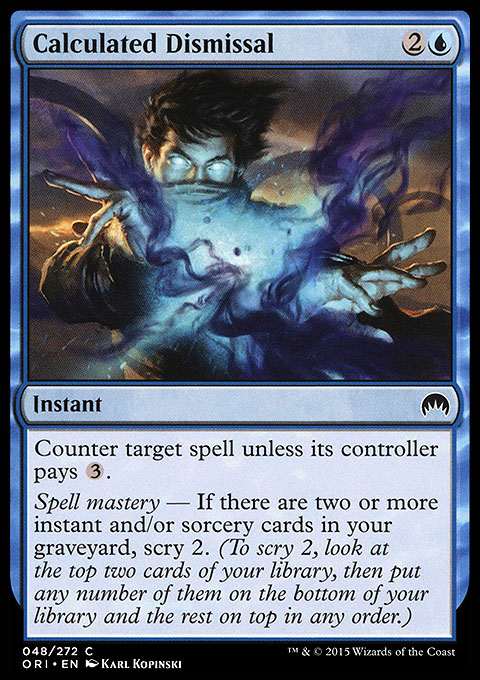 Calculated Dismissal 2
Instant
Counter target spell unless its controller
pays 3.
Spell mastery — If there are two or more
instant and/or sorcery cards in your
graveyard, scry 2. (To scry 2, look at
the top two cards of your library, then put
any number of them on the bottom of your
library and the rest on top in any order.)
048/272 C
ORI • EN Karl Kopinski
™ & © 2015 Wizards of the Coast